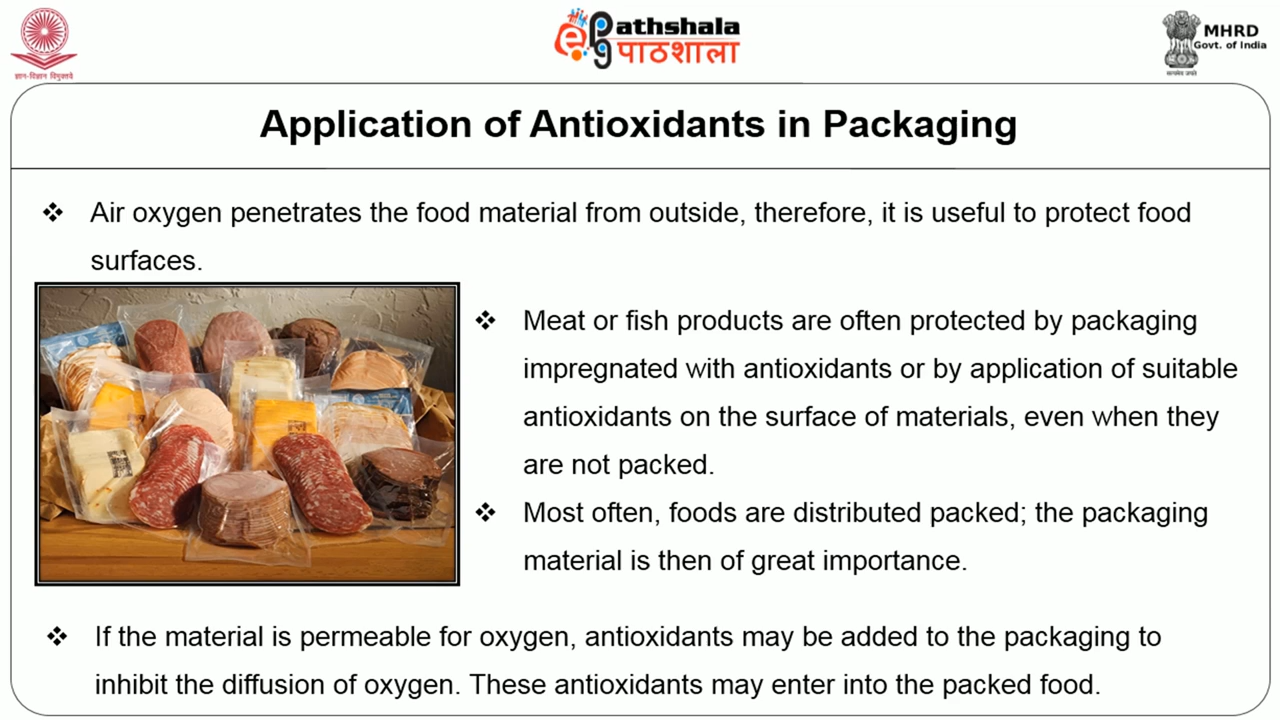 ePathshala
पाठशाला
MHRD
Govt. of India
ज्ञान-विज्ञान विमुक्तये
सत्यमेव जयते
Application of Antioxidants in Packaging
❖ Air oxygen penetrates the food material from outside, therefore, it is useful to protect food
surfaces.
❖ Meat or fish products are often protected by packaging
impregnated with antioxidants or by application of suitable
antioxidants on the surface of materials, even when they
are not packed.
❖ Most often, foods are distributed packed; the packaging
material is then of great importance.
❖ If the material is permeable for oxygen, antioxidants may be added to the packaging to
inhibit the diffusion of oxygen. These antioxidants may enter into the packed food.